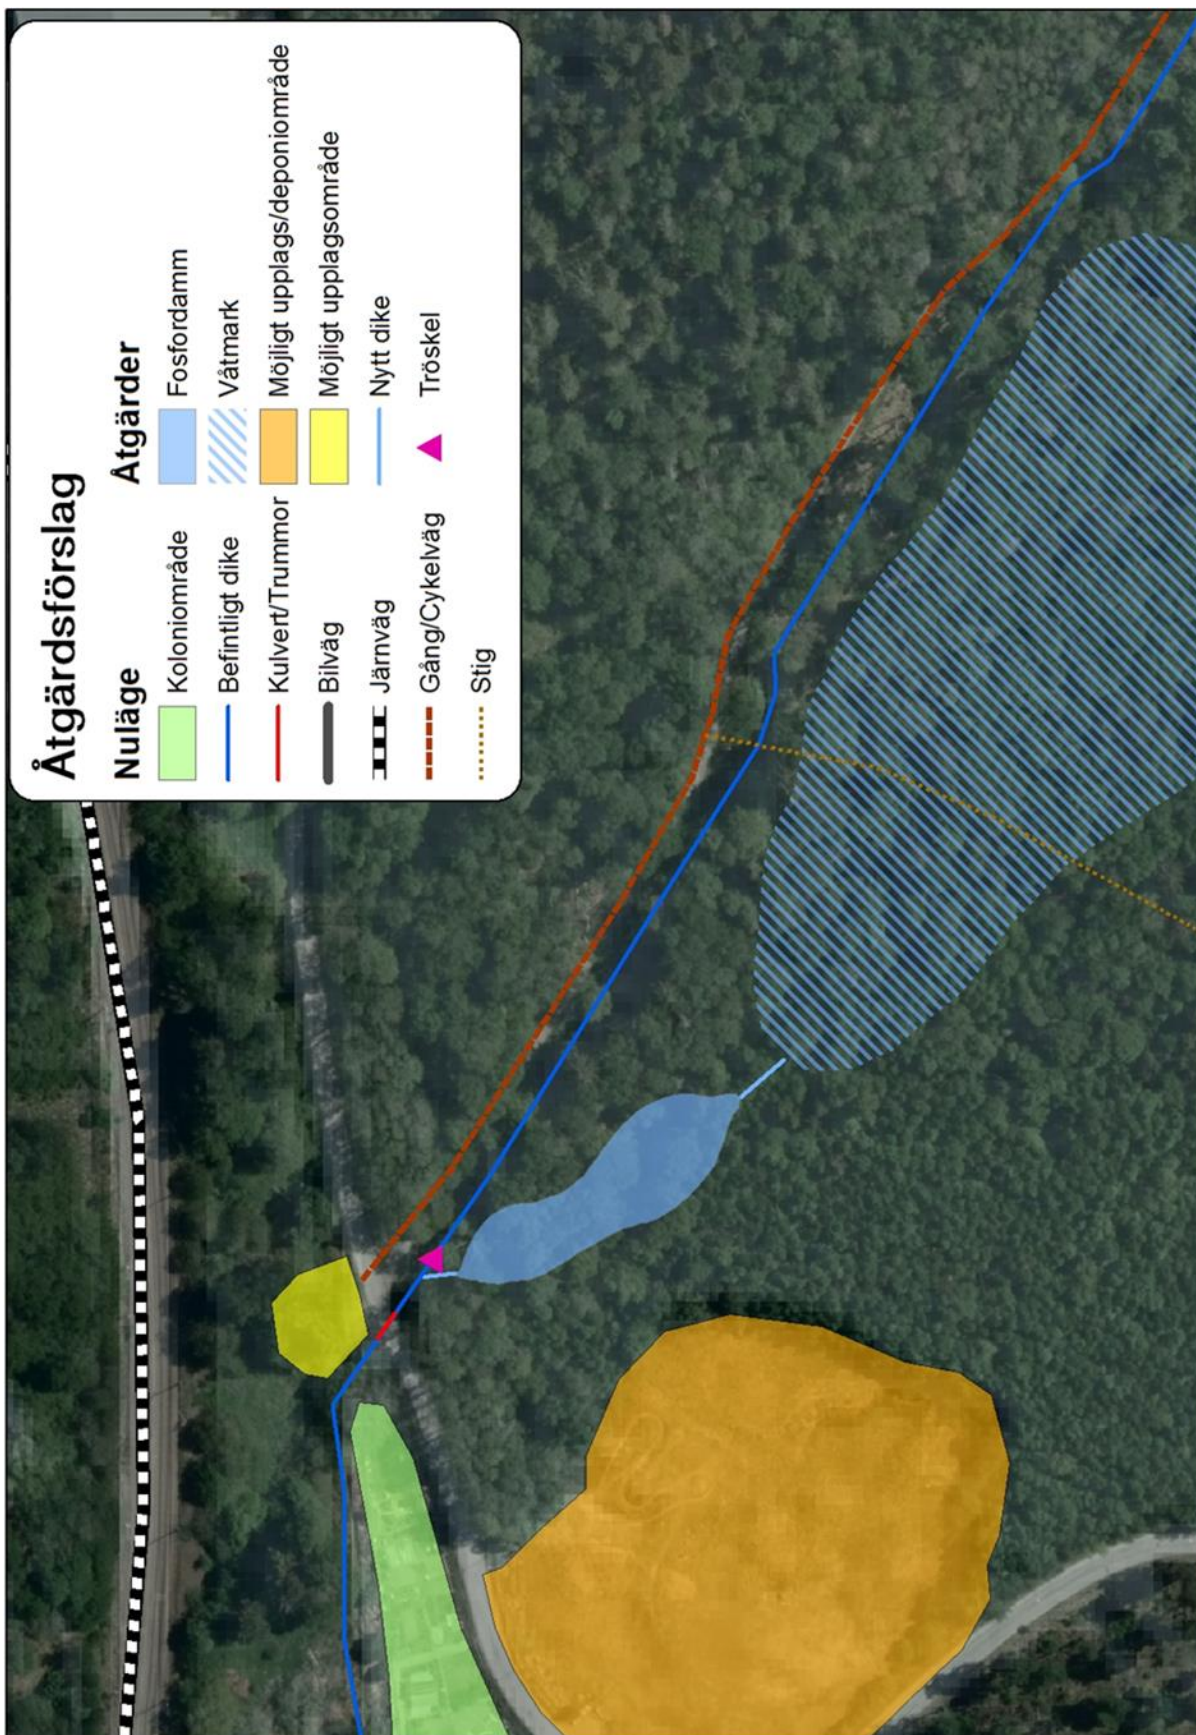 Åtgärdsförslag
Nuläge
Koloniområde
Befintligt dike
Kulvert/Trummor
Bilväg
Järnväg
Gång/Cykelväg
Stig
Åtgärder
Fosfordamm
Våtmark
Möjligt upplags/deponiområde
Möjligt upplagsområde
Nytt dike
Tröskel